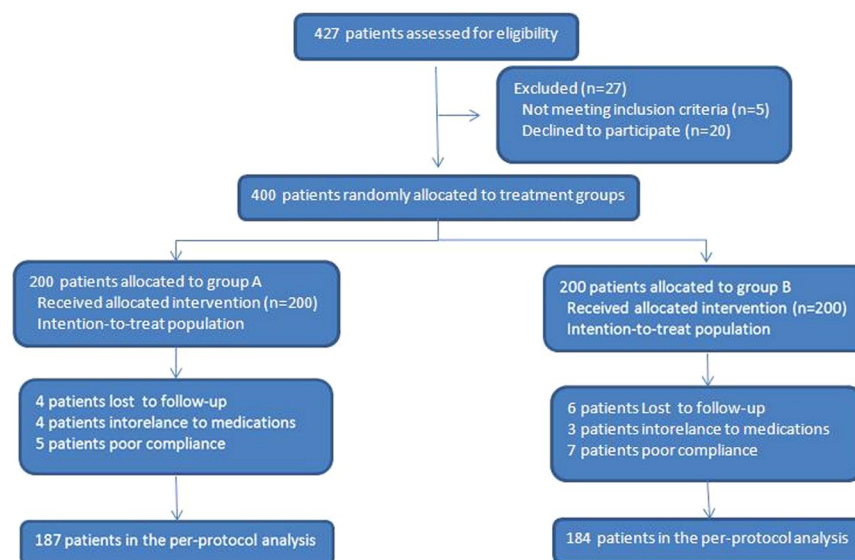 427 patients assessed for eligibility
Excluded (n=27)
Not meeting inclusion criteria (n=5)
Declined to participate (n=20)
400 patients randomly allocated to treatment groups
200 patients allocated to group A
Received allocated intervention (n=200)
Intention-to-treat population
200 patients allocated to group B
Received allocated intervention (n=200)
Intention-to-treat population
4 patients lost to follow-up
4 patients intorelance to medications
5 patients poor compliance
6 patients Lost to follow-up
3 patients intorelance to medications
7 patients poor compliance
187 patients in the per-protocol analysis
184 patients in the per-protocol analysis